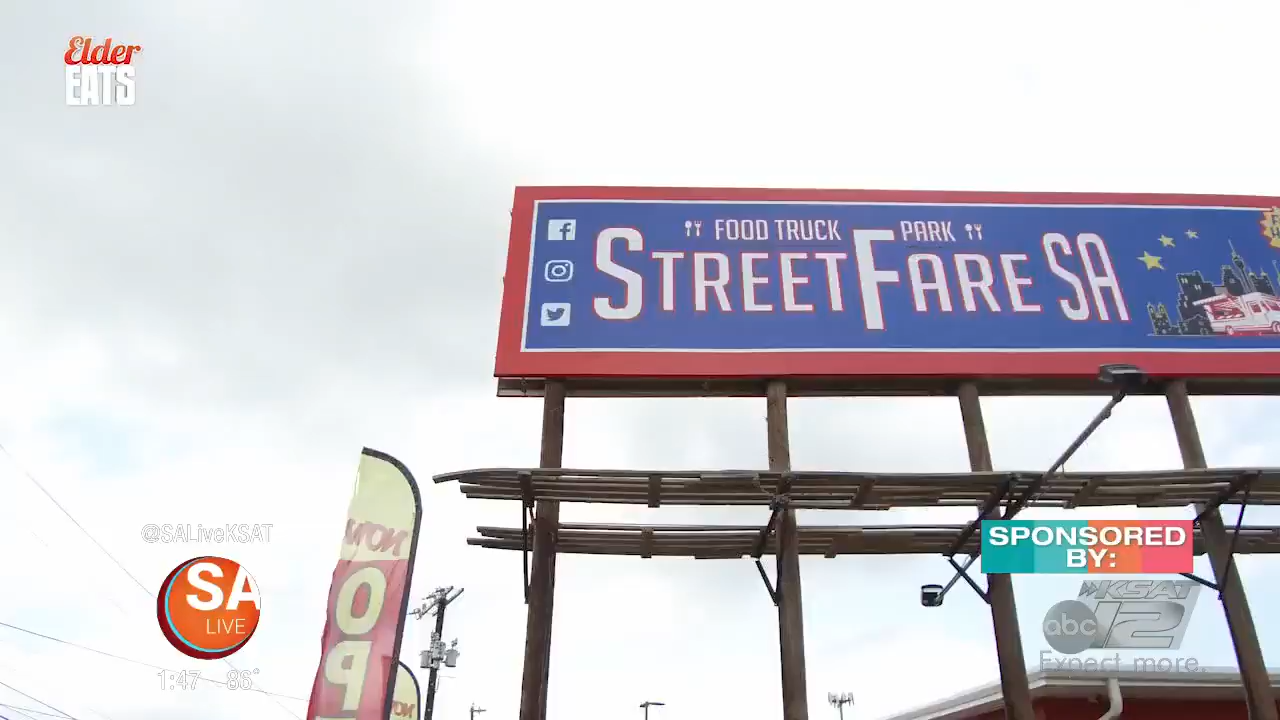 Elder
EATS
FOOD TRUCK PARK
STREETFARE SA
@SALiveKSAT
SA
LIVE
1:47 86°
NOW
OP
NOW
SPONSORED
BY:
KSAT
abc 12
Expect more.